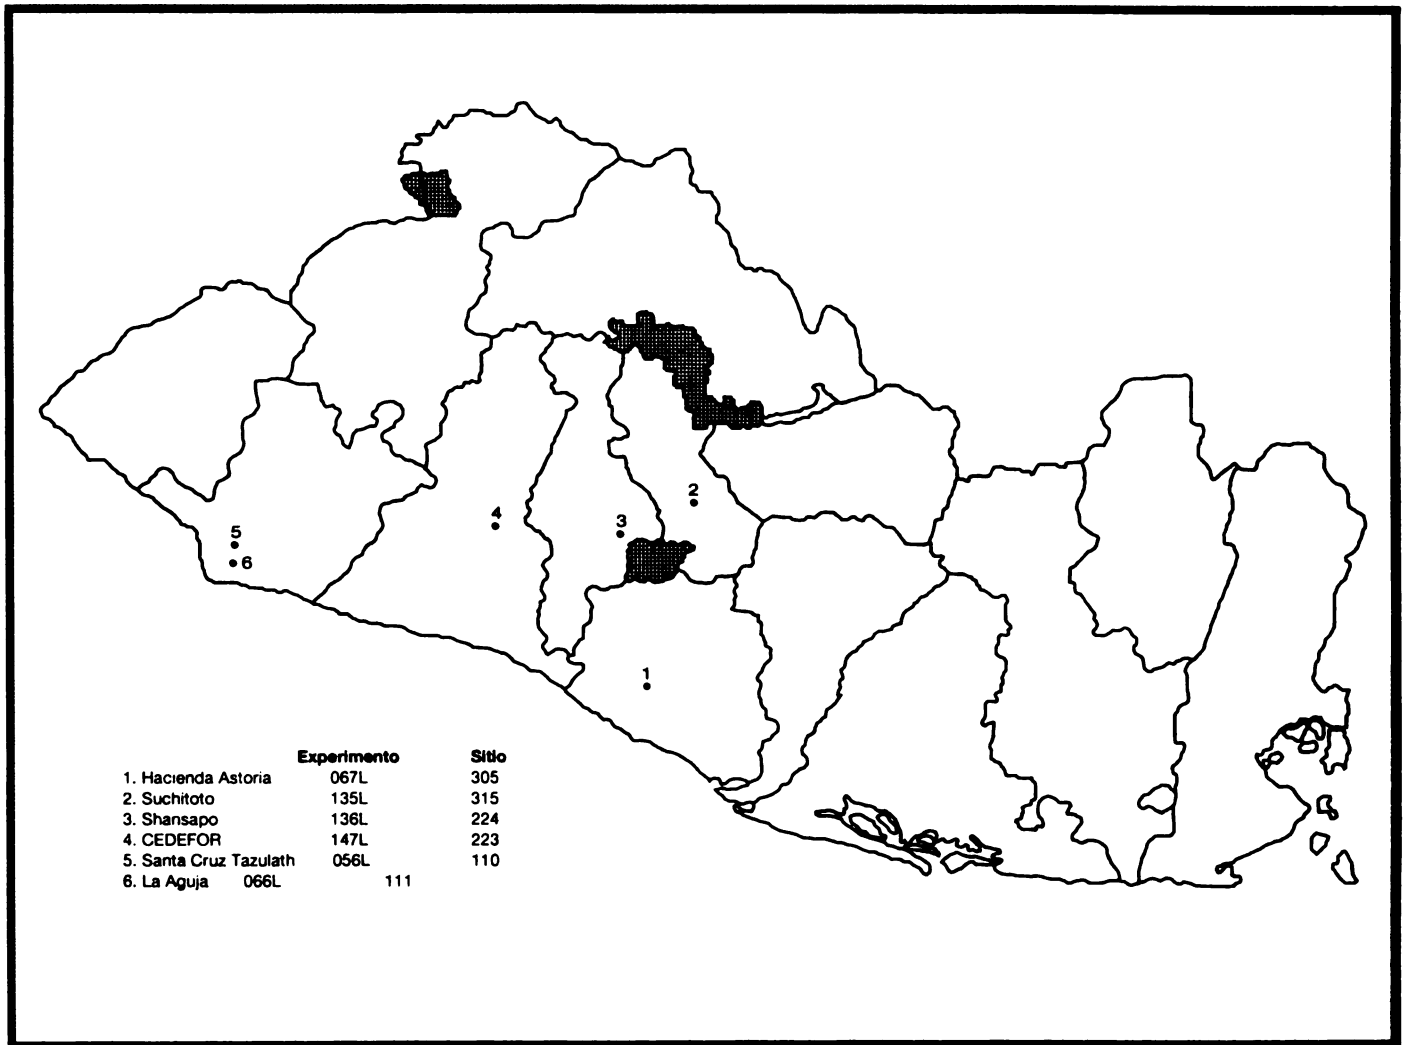 2
4
3
5
6
1
Experimento Sitio
1. Hacienda Astoria 067L 305
2. Suchitoto 135L 315
3. Shansapo 136L 224
4. CEDEFOR 147L 223
5. Santa Cruz Tazulath 056L 110
6. La Aguja 066L 111